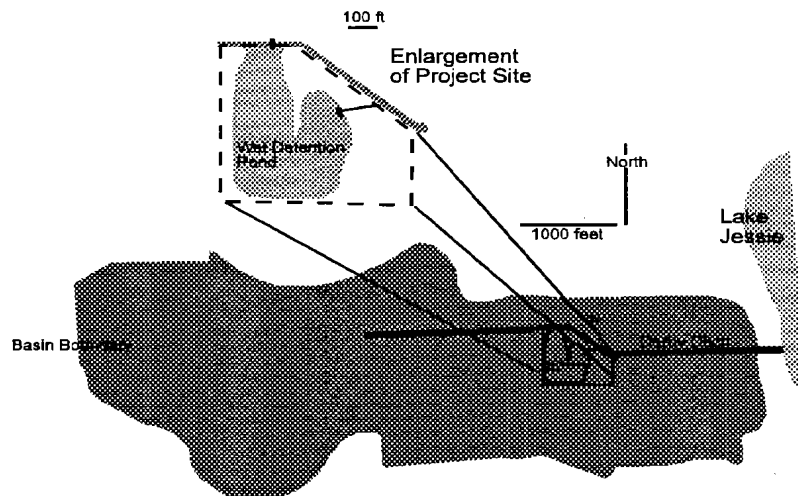 100 ft
Enlargement
of Project Site
Wet Detention
Pond
North
1000 feet
Lake
Jessie
Basin Boundary